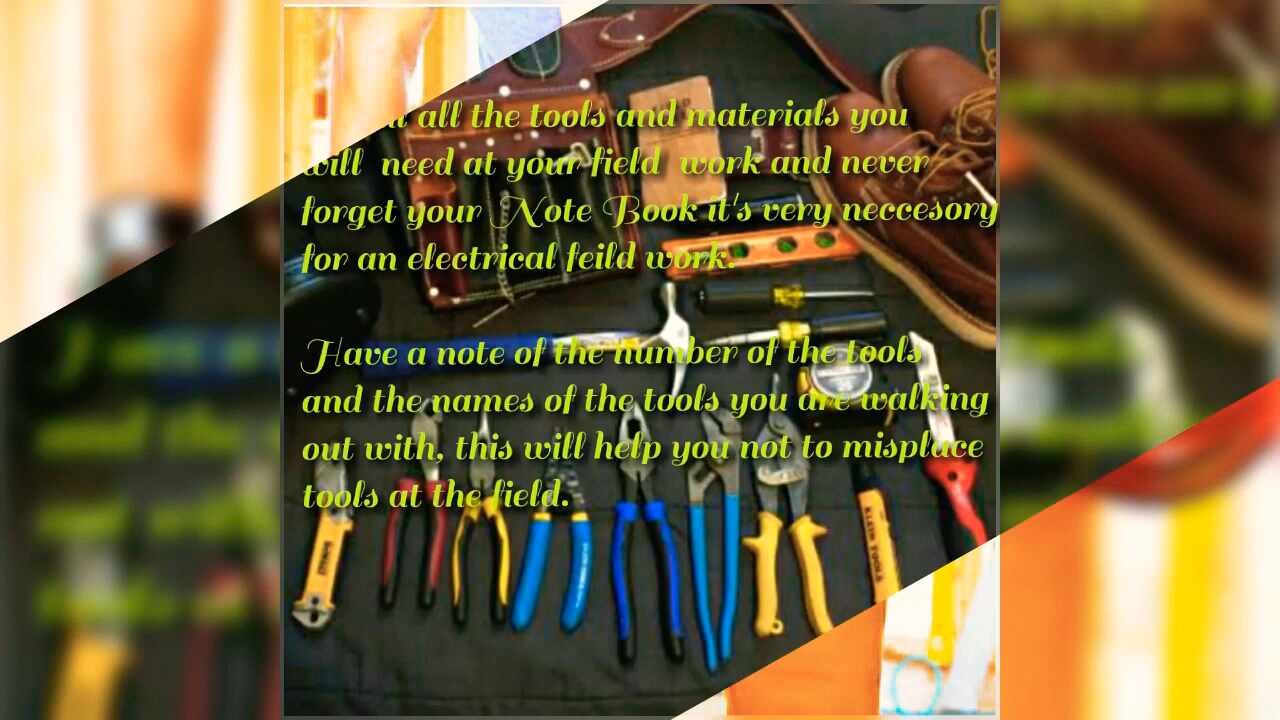 all the tools and materials you
will need at your field work and never
forget your Note Book it's very neccesory
for an electrical feild work.
Have a note of the number of the tools
and the names of the tools you are walking
out with, this will help you not to misplace
tools at the field.
KLEIN TOOLS